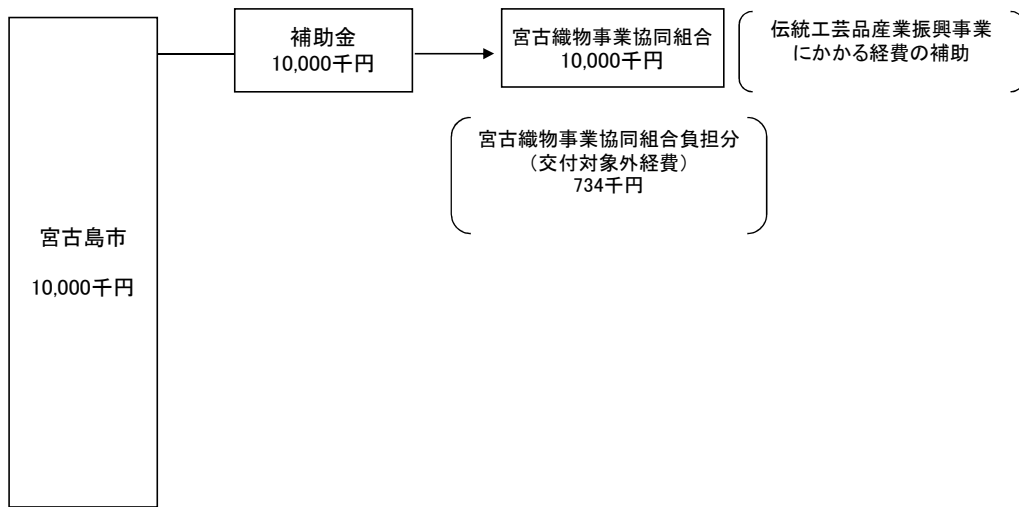 宮古島市
10,000千円
補助金
10,000千円
宮古織物事業協同組合
10,000千円
伝統工芸品産業振興事業
にかかる経費の補助
宮古織物事業協同組合負担分
（交付対象外経費）
734千円